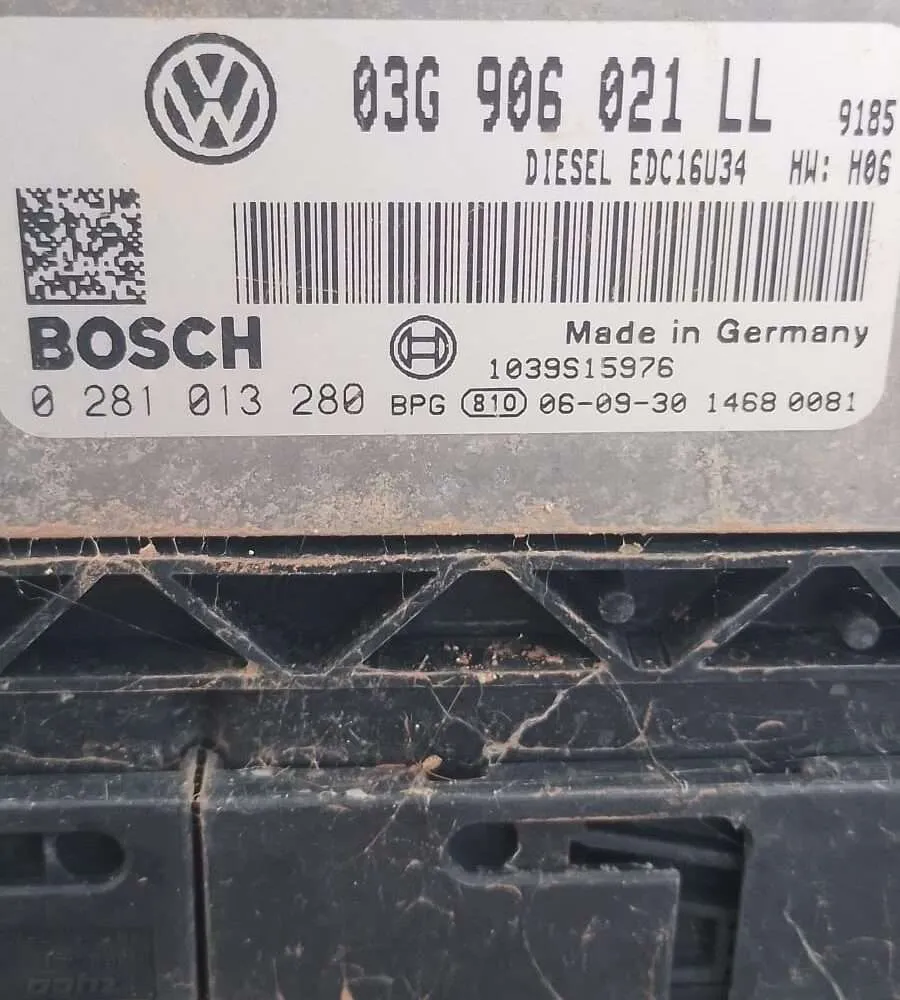 03G 906 021 LL 9185
DIESEL EDC16U34 HW: H06
BOSCH
Made in Germany
1039S15976
0 281 013 280 BPG 810 06-09-30 1468 0081